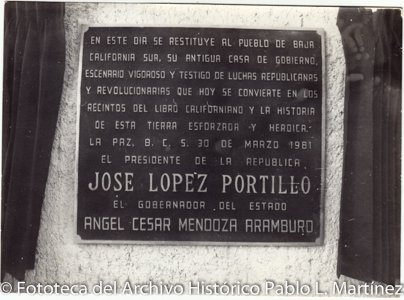 EN ESTE DIA SE RESTITUYE AL PUEBLO DE BAJA
CALIFORNIA SUR, SU ANTIGUA CASA DE GOBIERNO,
ESCENARIO VIGOROSO Y TESTIGO DE LUCHAS REPUBLICANAS
Y REVOLUCIONARIAS QUE HOY SE CONVIERTE EN LOS
RECINTOS DEL LIBRO CALIFORNIANO Y LA HISTORIA
DE ESTA TIERRA ESFORZADA Y HEROICA.
LA PAZ, B. C. S. 30 DE MARZO 1981
EL PRESIDENTE DE LA REPUBLICA
JOSE LOPEZ PORTILLO
EL GOBERNADOR DEL ESTADO
ANGEL CESAR MENDOZA ARAMBURO
© Fototeca del Archivo Histórico Pablo L. Martínez